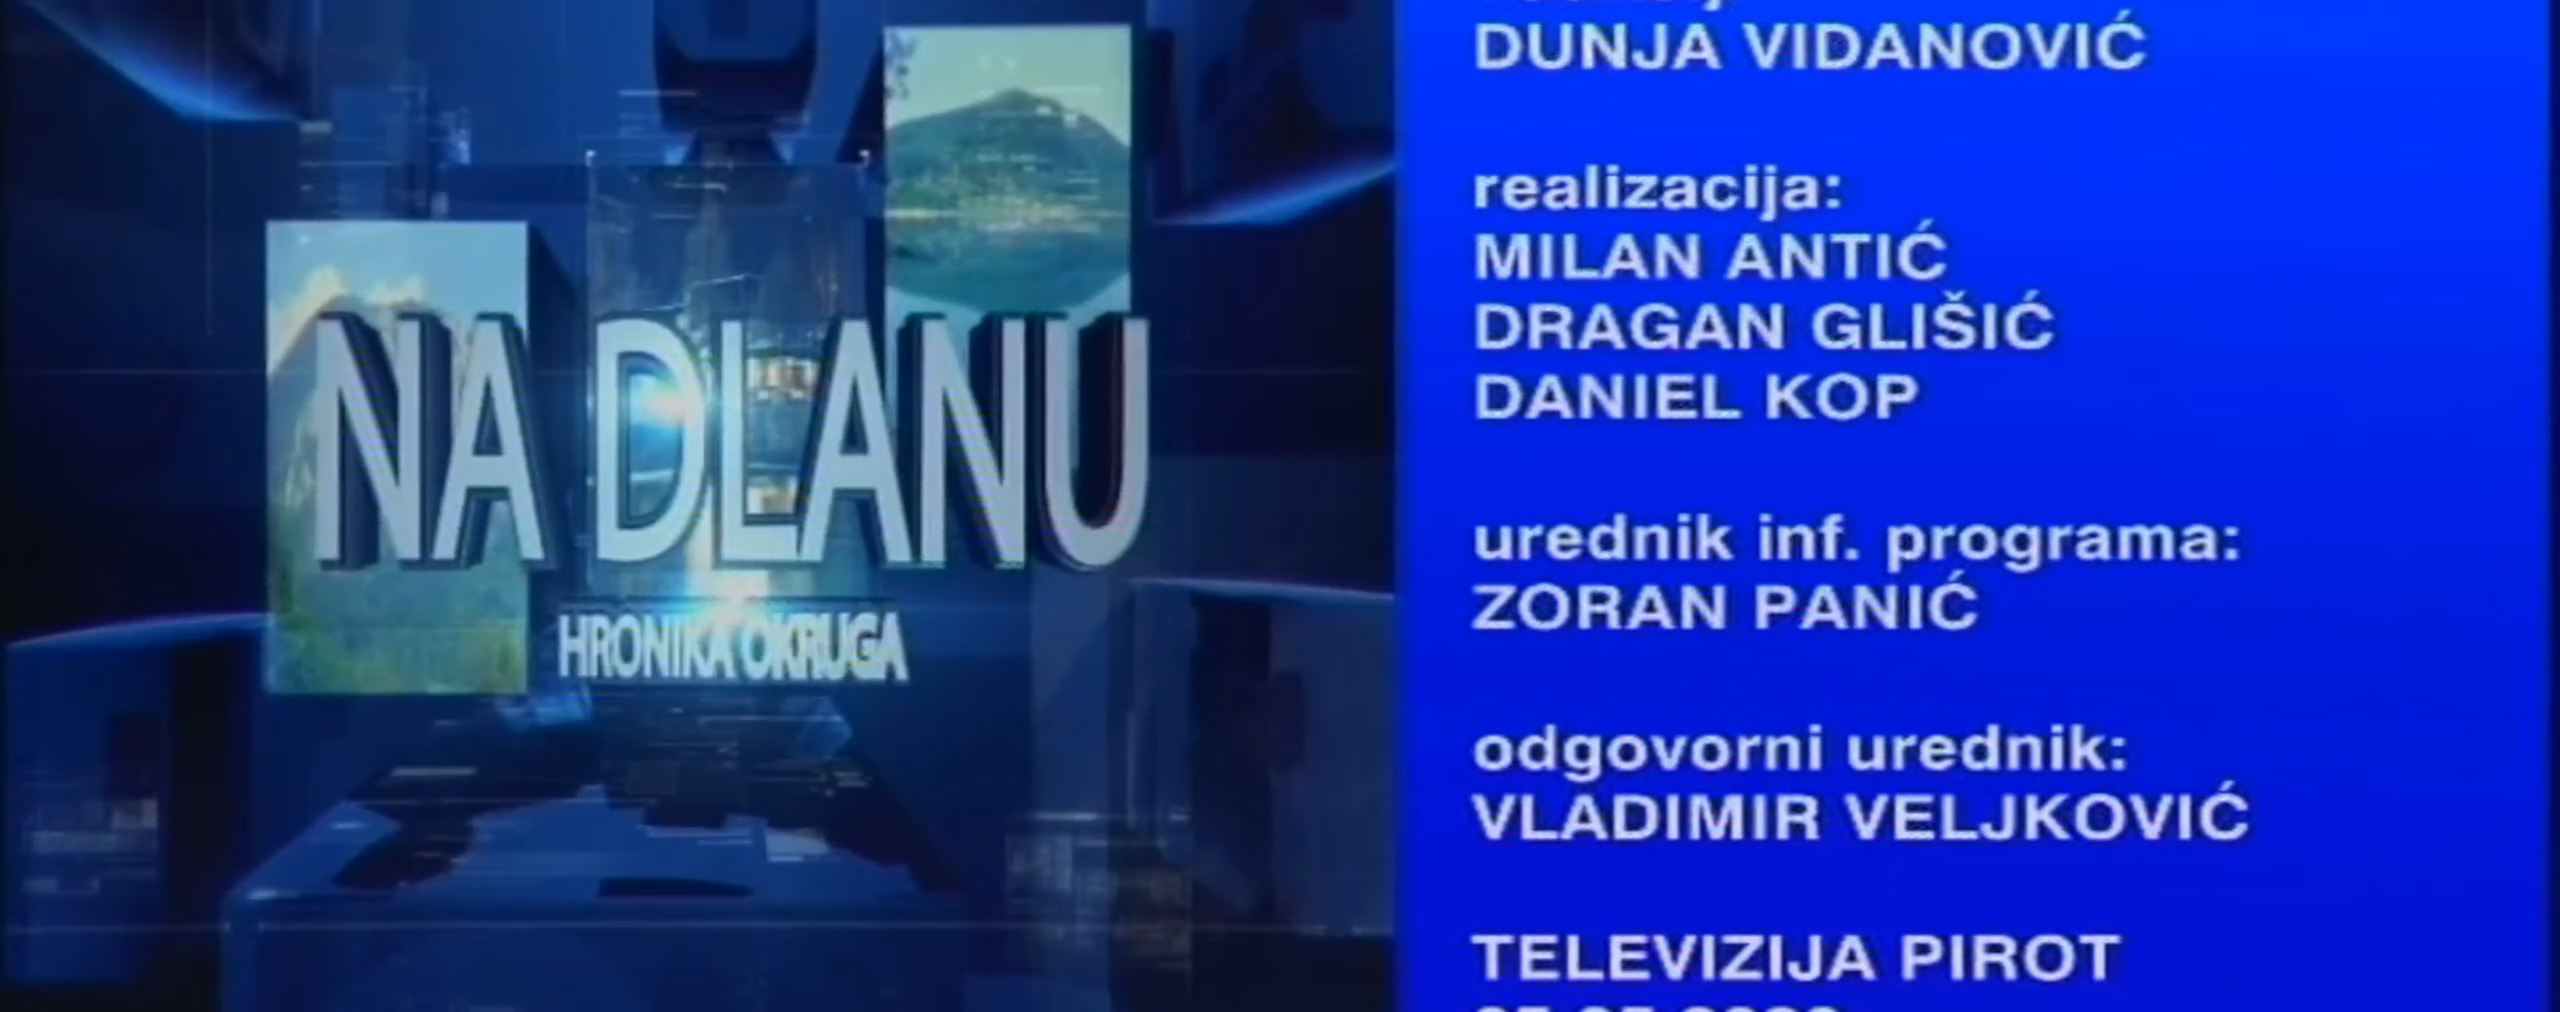 NA DLANU
HRONIKA OKRUGA
DUNJA VIDANOVIĆ
realizacija:
MILAN ANTIĆ
DRAGAN GLIŠIĆ
DANIEL KOP
urednik inf. programa:
ZORAN PANIĆ
odgovorni urednik:
VLADIMIR VELJKOVIĆ
TELEVIZIJA PIROT